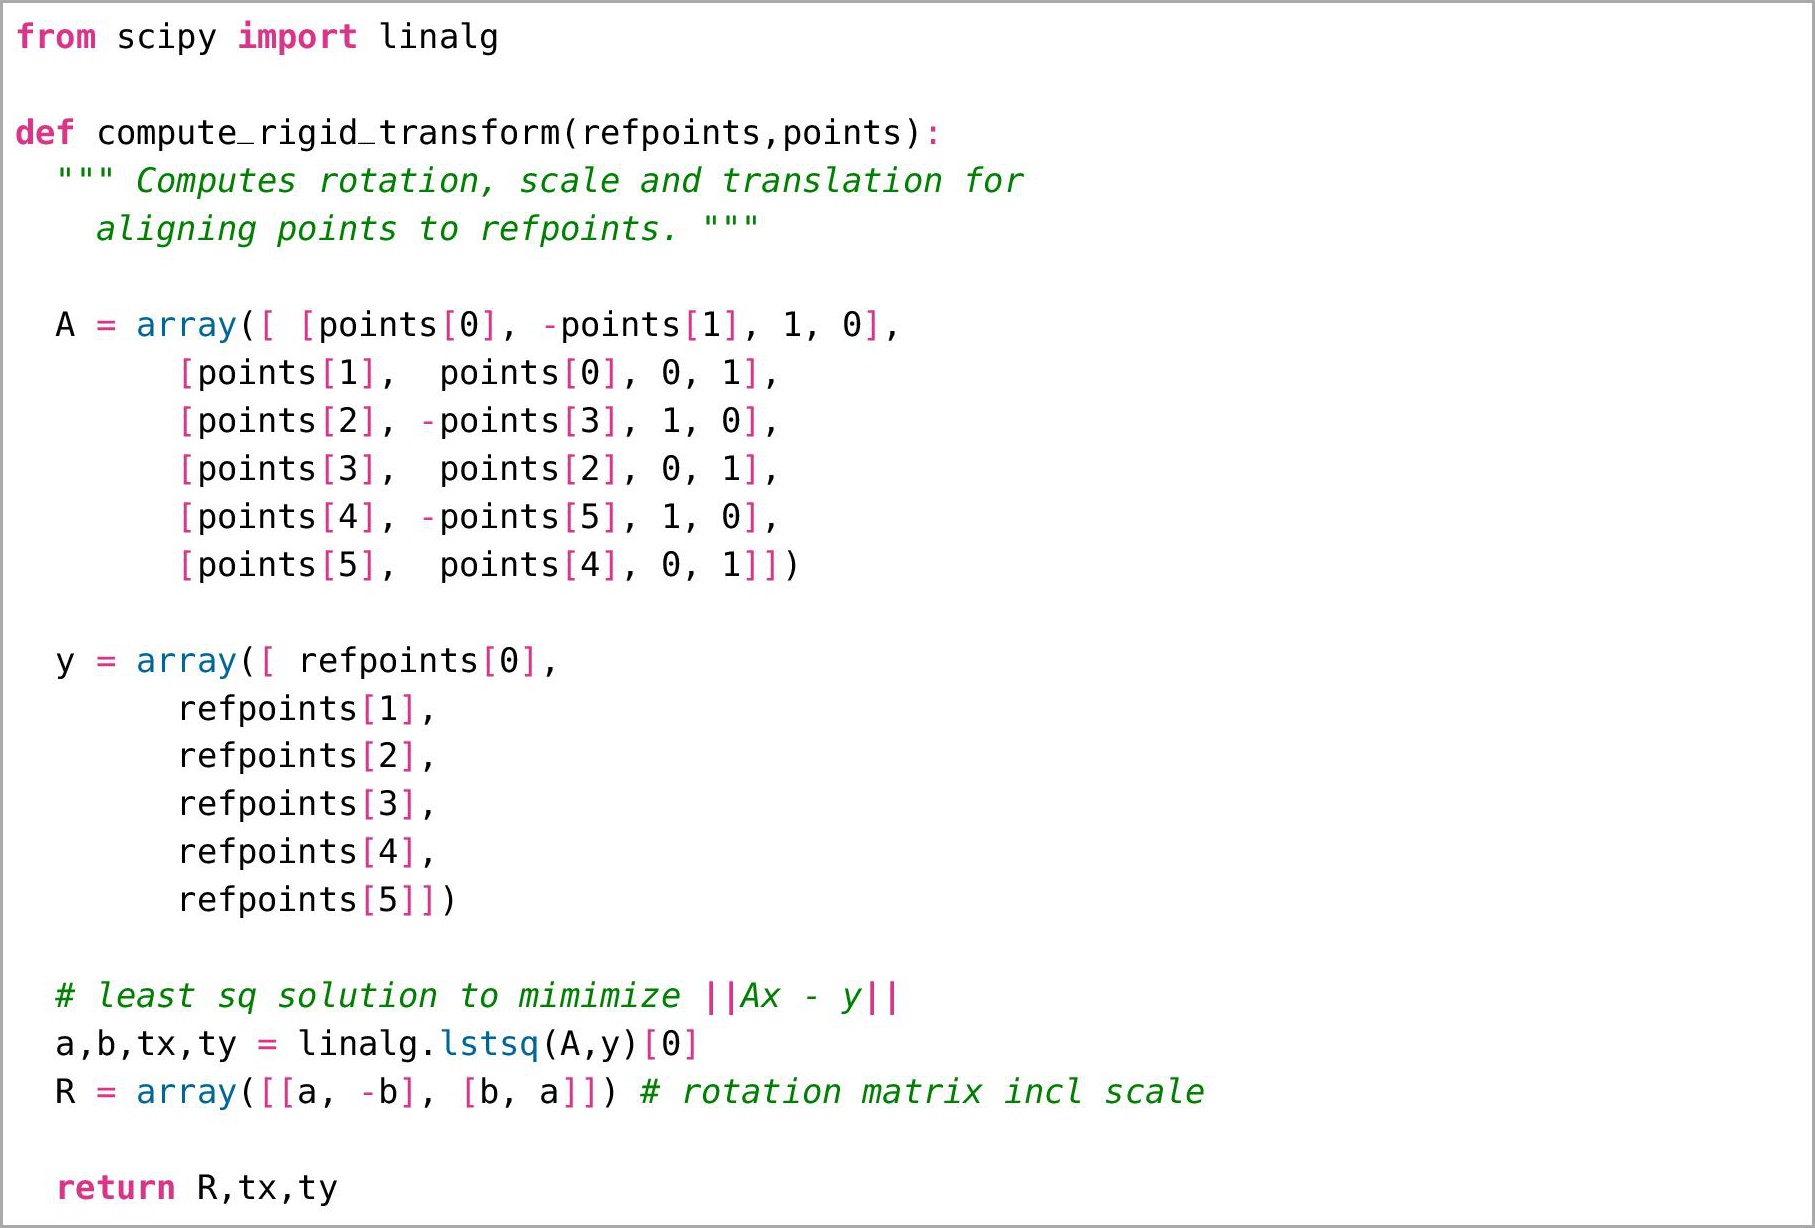 from scipy import linalg

def compute_rigid_transform(refpoints,points):
  """ Computes rotation, scale and translation for
    aligning points to refpoints. """

  A = array([ [points[0], -points[1], 1, 0],
        [points[1],  points[0], 0, 1],
        [points[2], -points[3], 1, 0],
        [points[3],  points[2], 0, 1],
        [points[4], -points[5], 1, 0],
        [points[5],  points[4], 0, 1]])

  y = array([ refpoints[0],
        refpoints[1],
        refpoints[2],
        refpoints[3],
        refpoints[4],
        refpoints[5]])

  # least sq solution to mimimize ||Ax - y||
  a,b,tx,ty = linalg.lstsq(A,y)[0]
  R = array([[a, -b], [b, a]]) # rotation matrix incl scale

  return R,tx,ty